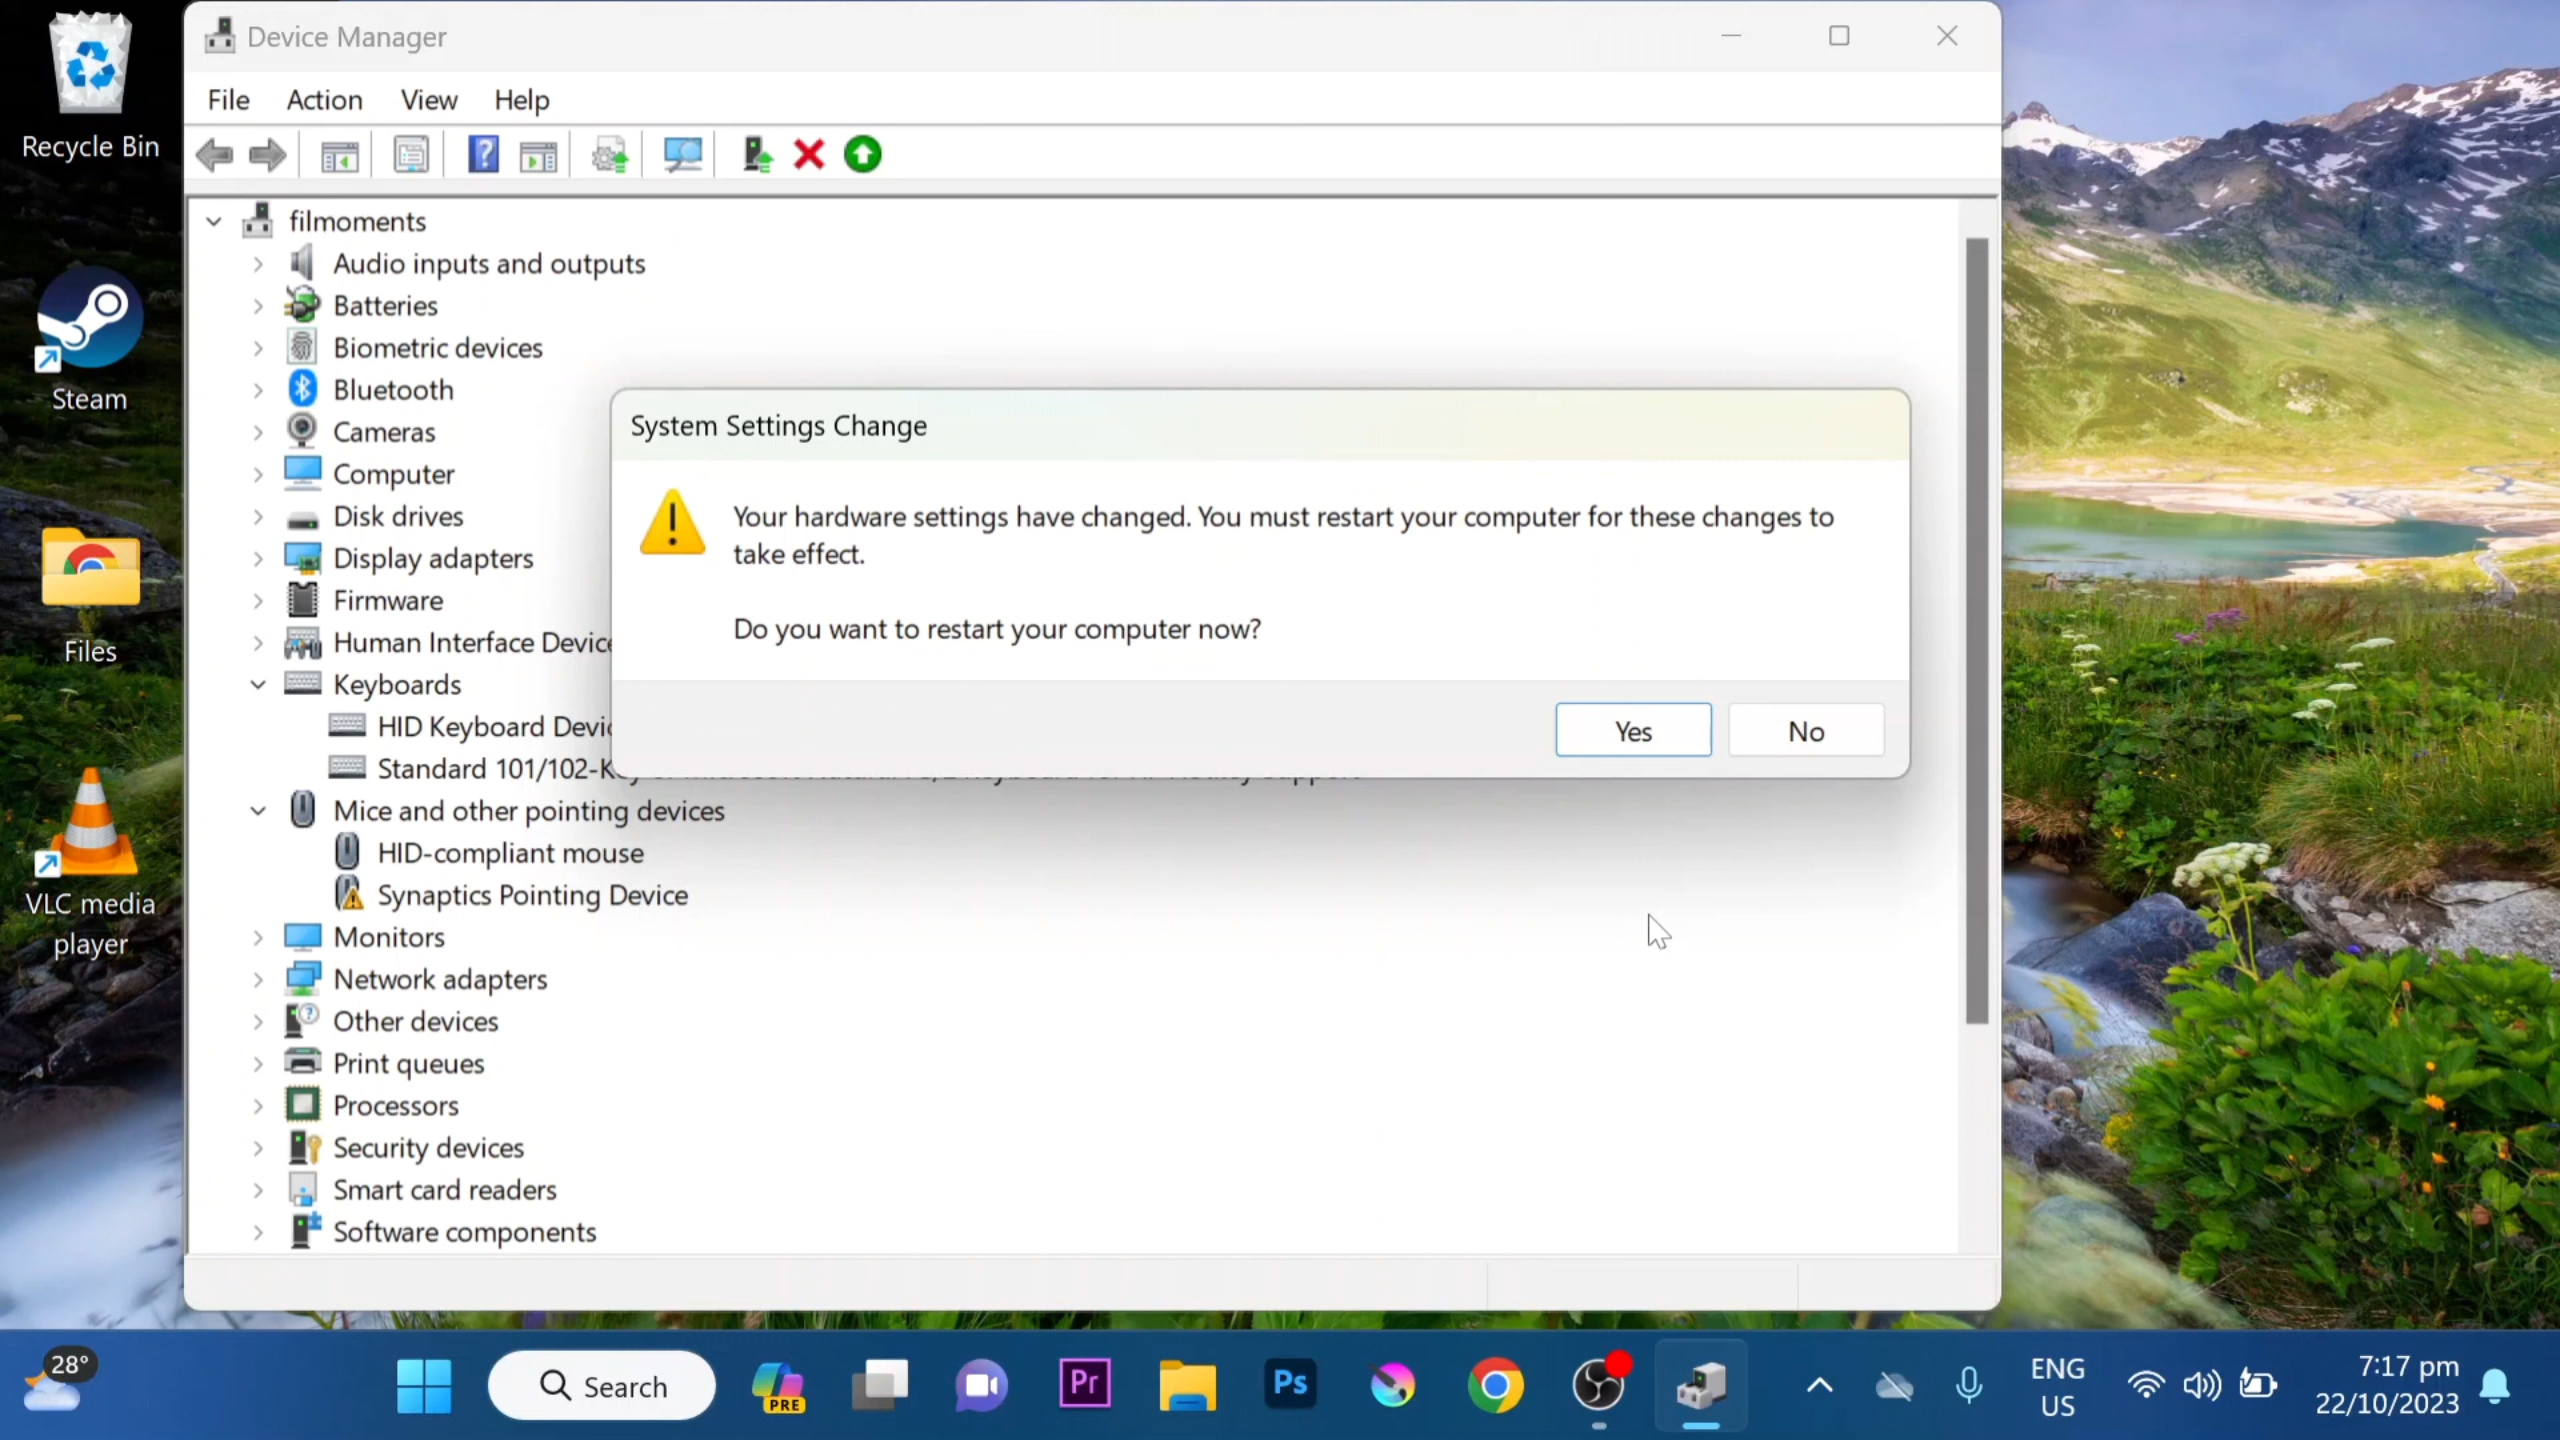 Device Manager
File Action View Help
filmoments
Audio inputs and outputs
Batteries
Biometric devices
Bluetooth
Cameras
Computer
Disk drives
Display adapters
Firmware
Human Interface
Keyboards
HID Keyboard
Standard 101/102-
Mice and other pointing devices
HID-compliant mouse
Synaptics Pointing Device
Monitors
Network adapters
Other devices
Print queues
Processors
Security devices
Smart card readers
Software components
System Settings Change
Your hardware settings have changed. You must restart your computer for these changes to
take effect.
Do you want to restart your computer now?
Yes No
Recycle Bin
Steam
Files
VLC media
player
28°
Search
PRE
Pr
Ps
ENG
US
7:17 pm
22/10/2023